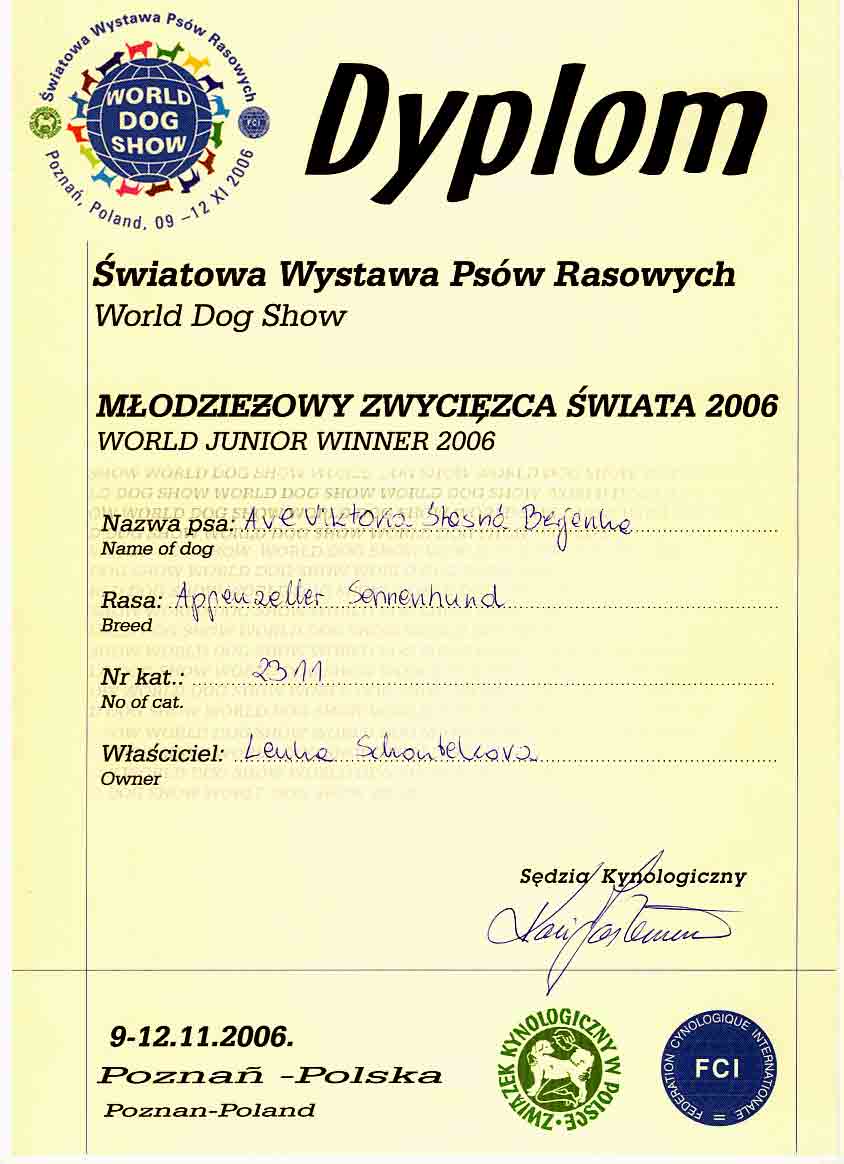 Światowa Wystawa Psów Rasowych
WORLD
DOG
SHOW
FCI
Poznań, Poland, 09 -12 XI 2006
Dyplom
Światowa Wystawa Psów Rasowych
World Dog Show
MŁODZIEŻOWY ZWYCIĘZCA ŚWIATA 2006
WORLD JUNIOR WINNER 2006
Nazwa psa: Ave Viktoria Šťasná Berjenka
Name of dog
Rasa: Appenzeller Sennenhund
Breed
Nr kat.: 2311
No of cat.
Właściciel: Lenka
Owner
Sędzia Kynologiczny
9-12.11.2006.
Poznań -Polska
Poznan-Poland
ZWIĄZEK KYNOLOGICZNY W POLSCE
FEDERATION CYNOLOGIQUE INTERNATIONALE
FCI